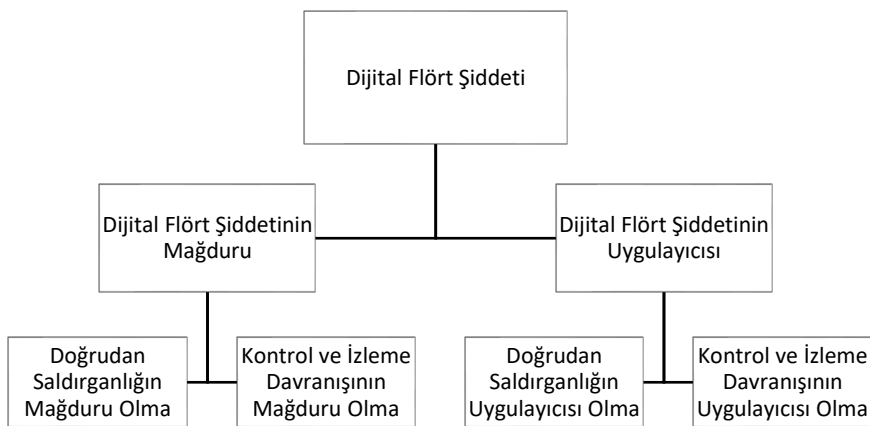 Dijital Flört Şiddeti
Dijital Flört Şiddetinin
Mağduru
Dijital Flört Şiddetinin
Uygulayıcısı
Doğrudan
Saldırganlığın
Mağduru Olma
Kontrol ve İzleme
Davranışının
Mağduru Olma
Doğrudan
Saldırganlığın
Uygulayıcısı Olma
Kontrol ve İzleme
Davranışının
Uygulayıcısı Olma